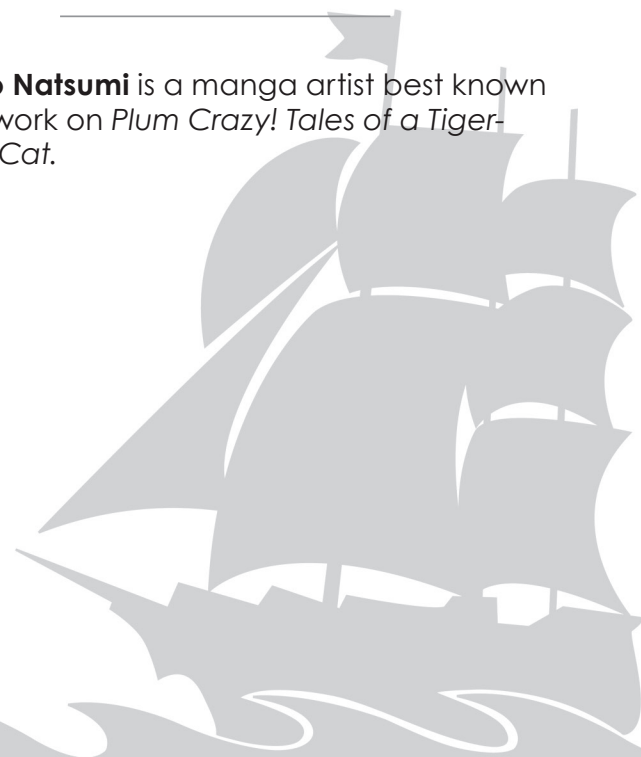 Natsumi is a manga artist best known
work on Plum Crazy! Tales of a Tiger-
Cat.